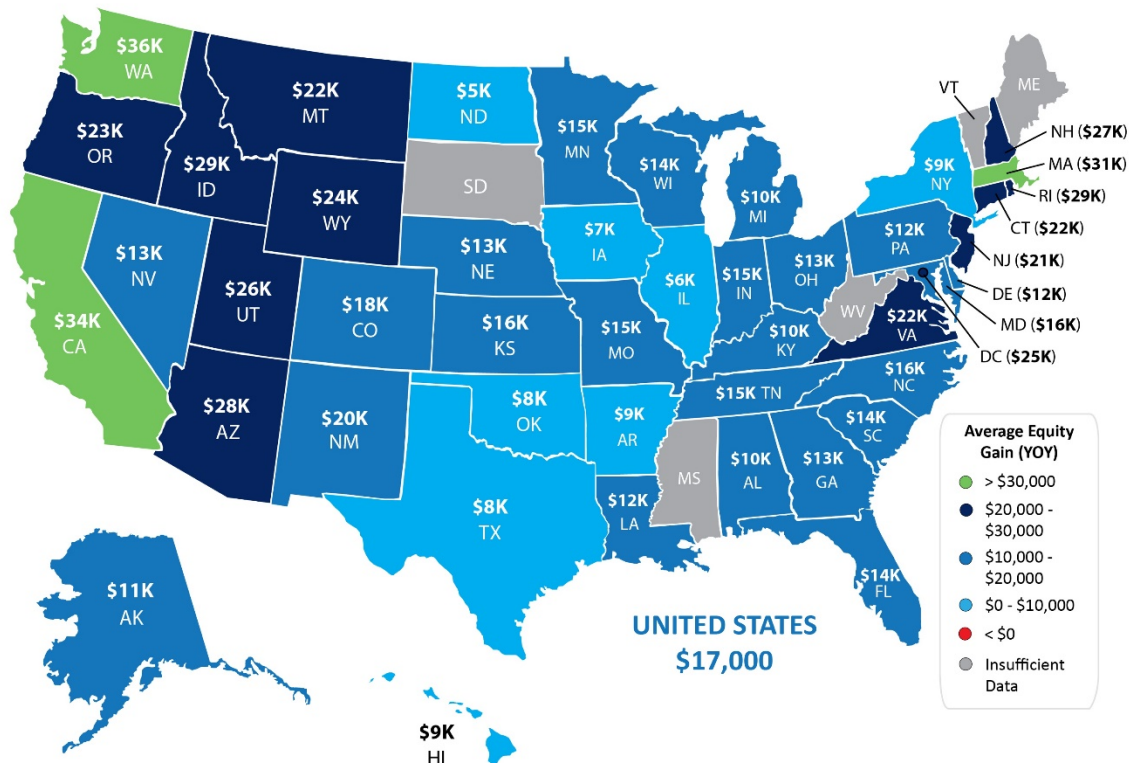 $36K
WA
$23K
OR
$34K
CA
$29K
ID
$13K
NV
$22K
MT
$24K
WY
$26K
UT
$28K
AZ
$18K
CO
$20K
NM
$5K
ND
SD
$13K
NE
$16K
KS
$8K
OK
$8K
TX
$15K
MN
$7K
IA
$15K
MO
$9K
AR
$12K
LA
$14K
WI
$6K
IL
$10K
MI
$15K
IN
$13K
OH
$10K
KY
$15K TN
MS
$10K
AL
$13K
GA
$14K
FL
$14K
SC
$16K
NC
$22K
VA
WV
$12K
PA
$9K
NY
VT
ME
NH ($27K)
MA ($31K)
RI ($29K)
CT ($22K)
NJ ($21K)
DE ($12K)
MD ($16K)
DC ($25K)
$11K
AK
$9K
HI
UNITED STATES
$17,000
Average Equity
Gain (YOY)
> $30,000
$20,000 -
$30,000
$10,000 -
$20,000
$0 - $10,000
< $0
Insufficient
Data